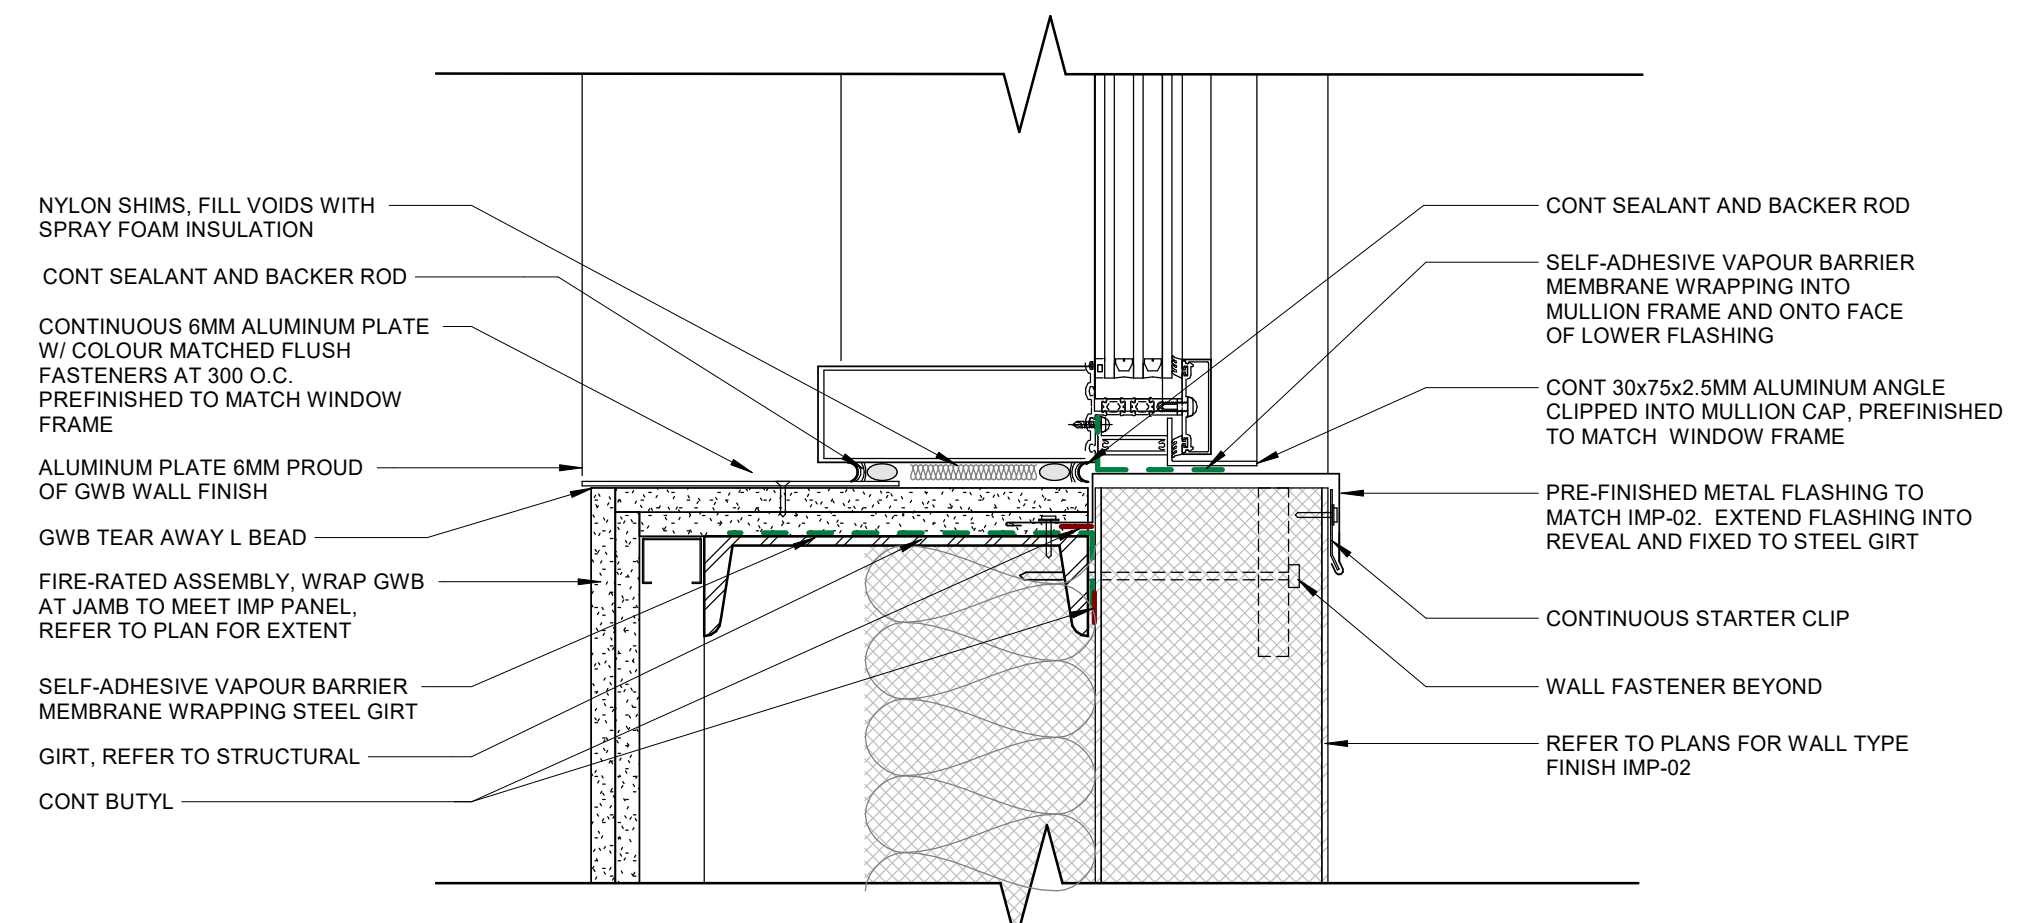 NYLON SHIMS, FILL VOIDS WITH
SPRAY FOAM INSULATION
CONT SEALANT AND BACKER ROD
CONTINUOUS 6MM ALUMINUM PLATE
W/ COLOUR MATCHED FLUSH
FASTENERS AT 300 O.C.
PREFINISHED TO MATCH WINDOW
FRAME
ALUMINUM PLATE 6MM PROUD
OF GWB WALL FINISH
GWB TEAR AWAY L BEAD
FIRE-RATED ASSEMBLY, WRAP GWB
AT JAMB TO MEET IMP PANEL,
REFER TO PLAN FOR EXTENT
SELF-ADHESIVE VAPOUR BARRIER
MEMBRANE WRAPPING STEEL GIRT
GIRT, REFER TO STRUCTURAL
CONT BUTYL
CONT SEALANT AND BACKER ROD
SELF-ADHESIVE VAPOUR BARRIER
MEMBRANE WRAPPING INTO
MULLION FRAME AND ONTO FACE
OF LOWER FLASHING
CONT 30x75x2.5MM ALUMINUM ANGLE
CLIPPED INTO MULLION CAP, PREFINISHED
TO MATCH WINDOW FRAME
PRE-FINISHED METAL FLASHING TO
MATCH IMP-02. EXTEND FLASHING INTO
REVEAL AND FIXED TO STEEL GIRT
CONTINUOUS STARTER CLIP
WALL FASTENER BEYOND
REFER TO PLANS FOR WALL TYPE
FINISH IMP-02